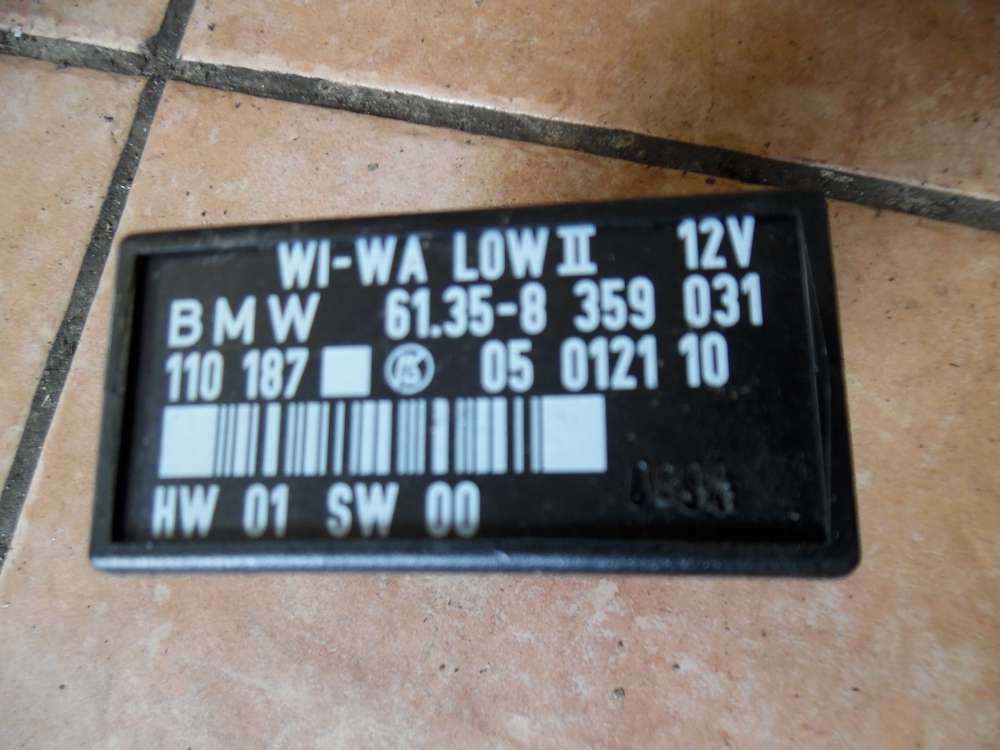 WI-WA LOW II 12V
BMW 61.35-8 359 031
110 187 05 0121 10
HW 01 SW 00